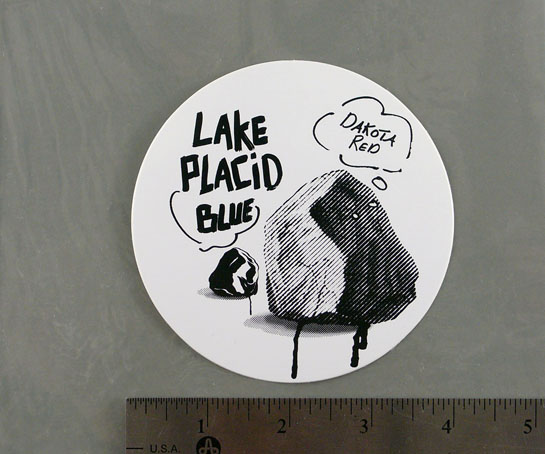 LAKE
PLACiD
BLUE
DAKOTA
RED
1 2 3 4 5
U.S.A.